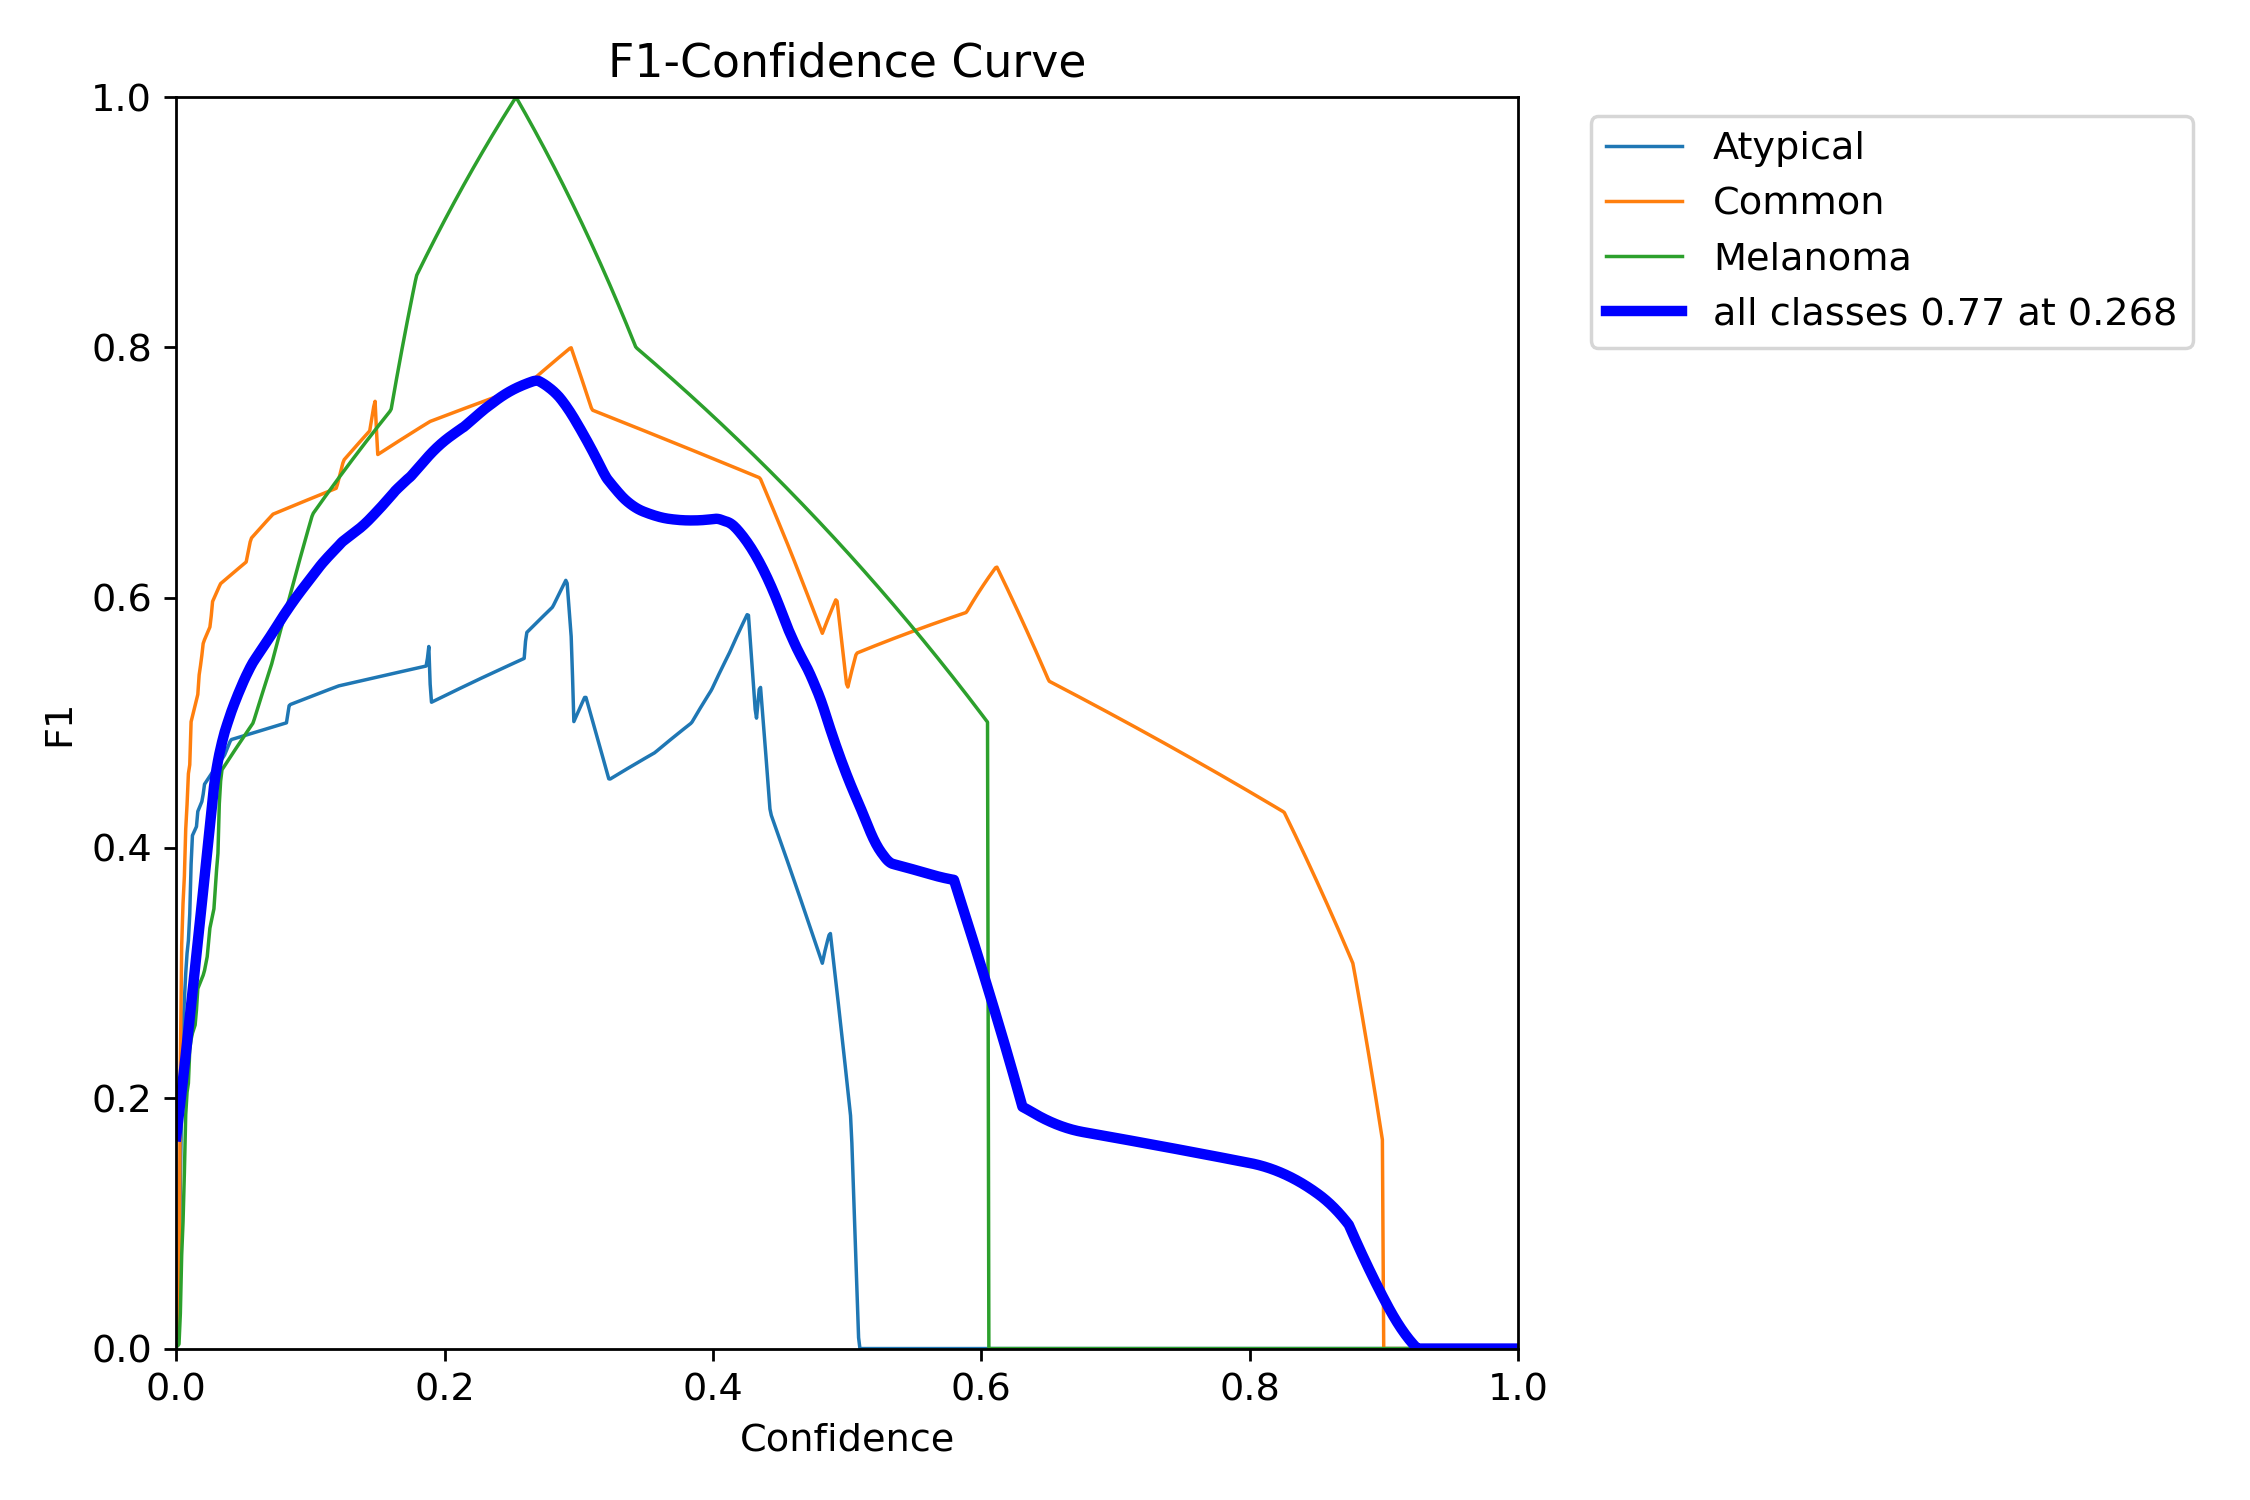 F1-Confidence Curve
1.0
0.8
0.6
0.4
0.2
0.0
F1
0.0 0.2 0.4 0.6 0.8 1.0
Confidence
Atypical
Common
Melanoma
all classes 0.77 at 0.268